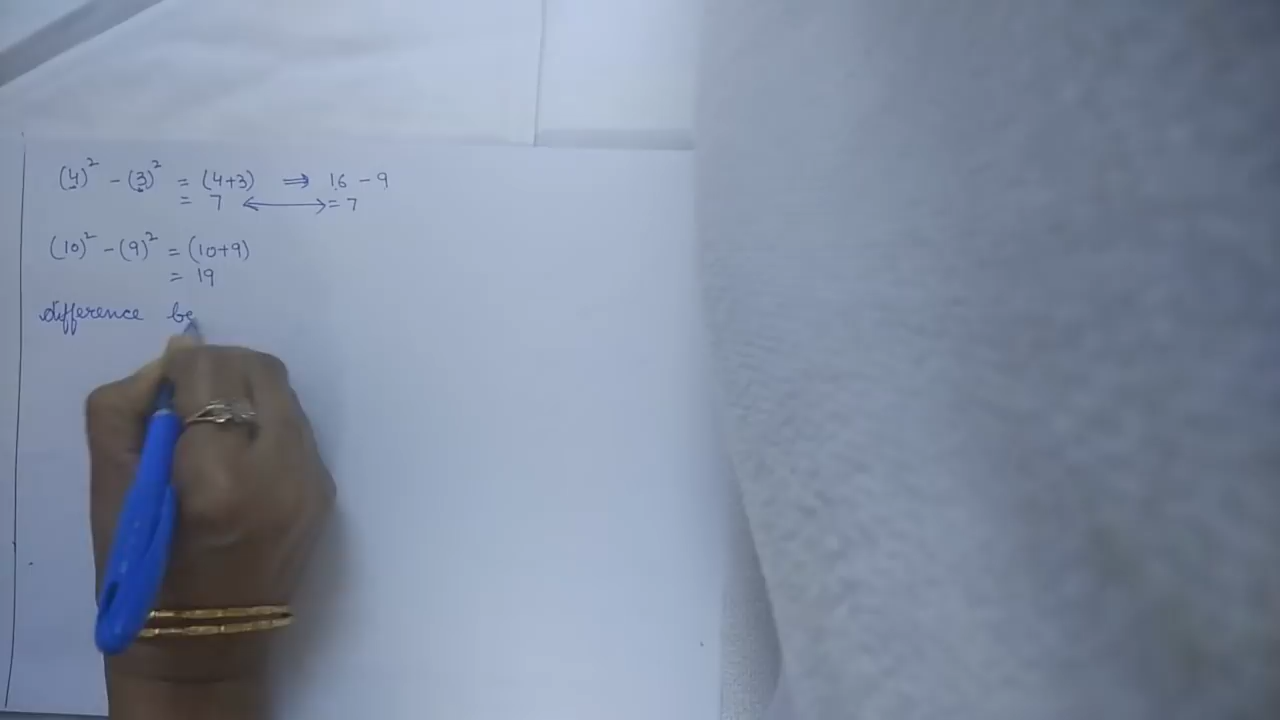 (4)² - (3)² = (4+3) ⇒ 16 - 9
= 7 ⟷ = 7
(10)² - (9)² = (10+9)
= 19
difference be